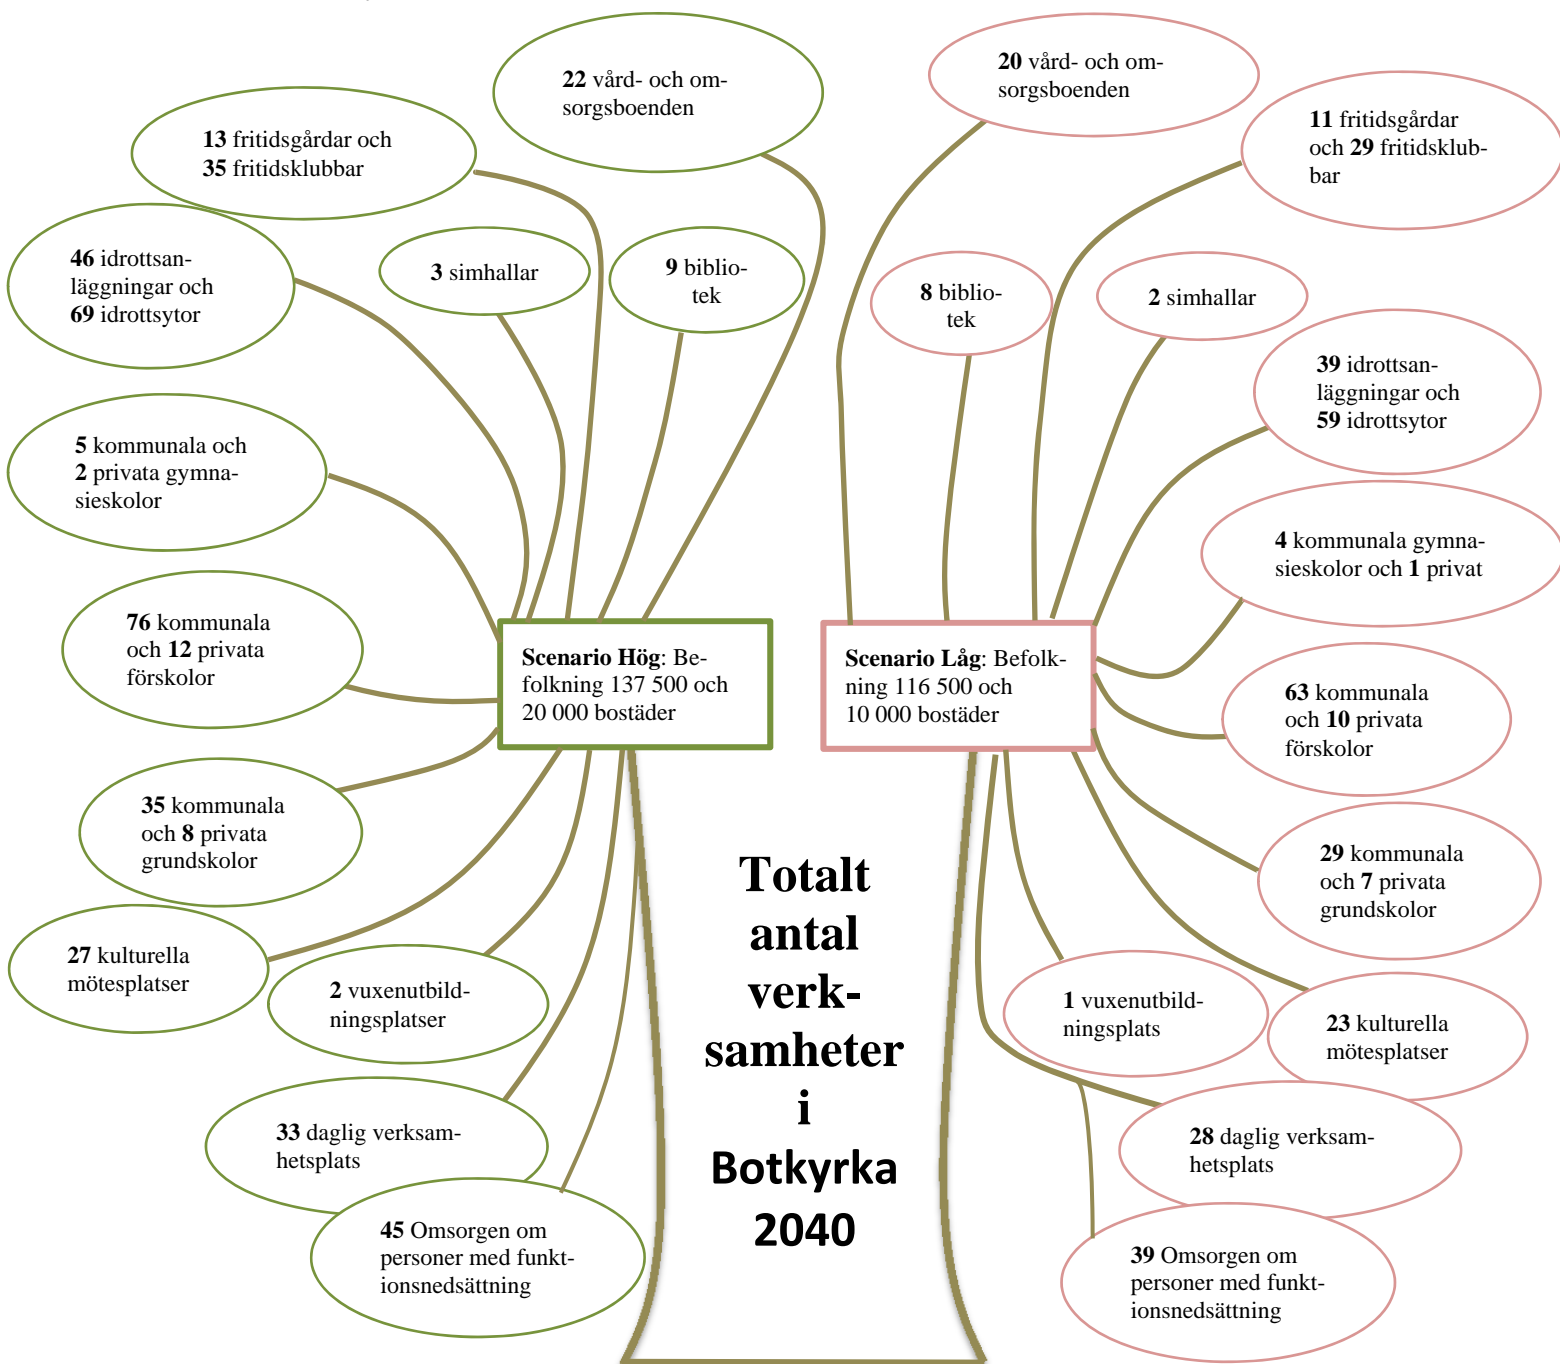 22 vård- och om-
sorgsboenden
13 fritidsgårdar och
35 fritidsklubbar
46 idrottsan-
läggningar och
69 idrottsytor
3 simhallar
9 biblio-
tek
5 kommunala och
2 privata gymna-
sieskolor
76 kommunala
och 12 privata
förskolor
Scenario Hög: Be-
folkning 137 500 och
20 000 bostäder
35 kommunala
och 8 privata
grundskolor
27 kulturella
mötesplatser
2 vuxenutbild-
ningsplatser
33 daglig verksam-
hetsplats
45 Omsorgen om
personer med funkt-
ionsnedsättning
Totalt
antal
verk-
samheter
i
Botkyrka
2040
20 vård- och om-
sorgsboenden
11 fritidsgårdar
och 29 fritidsklub-
bar
8 biblio-
tek
2 simhallar
39 idrottsan-
läggningar och
59 idrottsytor
4 kommunala gymna-
sieskolor och 1 privat
Scenario Låg: Befolk-
ning 116 500 och
10 000 bostäder
63 kommunala
och 10 privata
förskolor
29 kommunala
och 7 privata
grundskolor
1 vuxenutbild-
ningsplats
23 kulturella
mötesplatser
28 daglig verksam-
hetsplats
39 Omsorgen om
personer med funkt-
ionsnedsättning